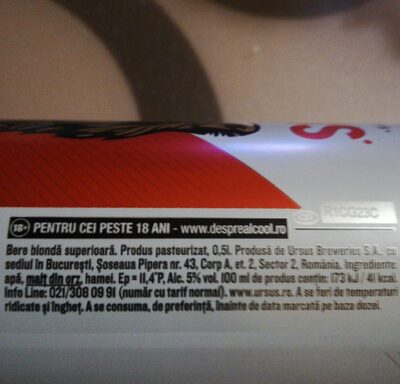 S
R1CG23C
18+ PENTRU CEI PESTE 18 ANI - www.desprealcool.ro
Bere blondă superioară. Produs pasteurizat, 0,5l. Produsă de Ursus Breweries S.A., cu
sediul în București, Șoseaua Pipera nr. 43, Corp A, et. 2, Sector 2, România. Ingrediente:
apă, malt din orz, hamei. Ep = 11,4°P, Alc. 5% vol. 100 ml de produs conțin: 173 kJ / 41 kcal.
Info Line: 021/308 09 91 (număr cu tarif normal). www.ursus.ro. A se feri de temperaturi
ridicate și îngheț. A se consuma, de preferință, înainte de data marcată pe baza dozei.